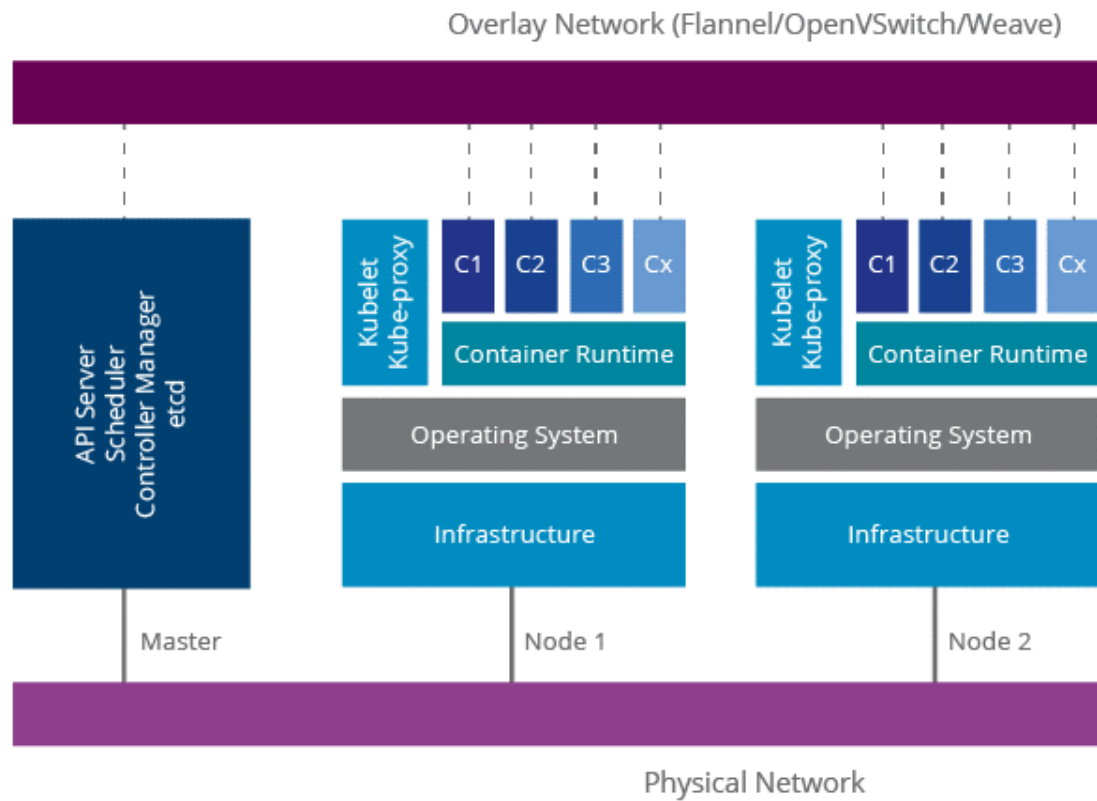 Overlay Network (Flannel/OpenVSwitch/Weave)
API Server
Scheduler
Controller Manager
etcd
Kubelet
Kube-proxy
C1
C2
C3
Cx
Container Runtime
Operating System
Infrastructure
Kubelet
Kube-proxy
C1
C2
C3
Cx
Container Runtime
Operating System
Infrastructure
Master
Node 1
Node 2
Physical Network